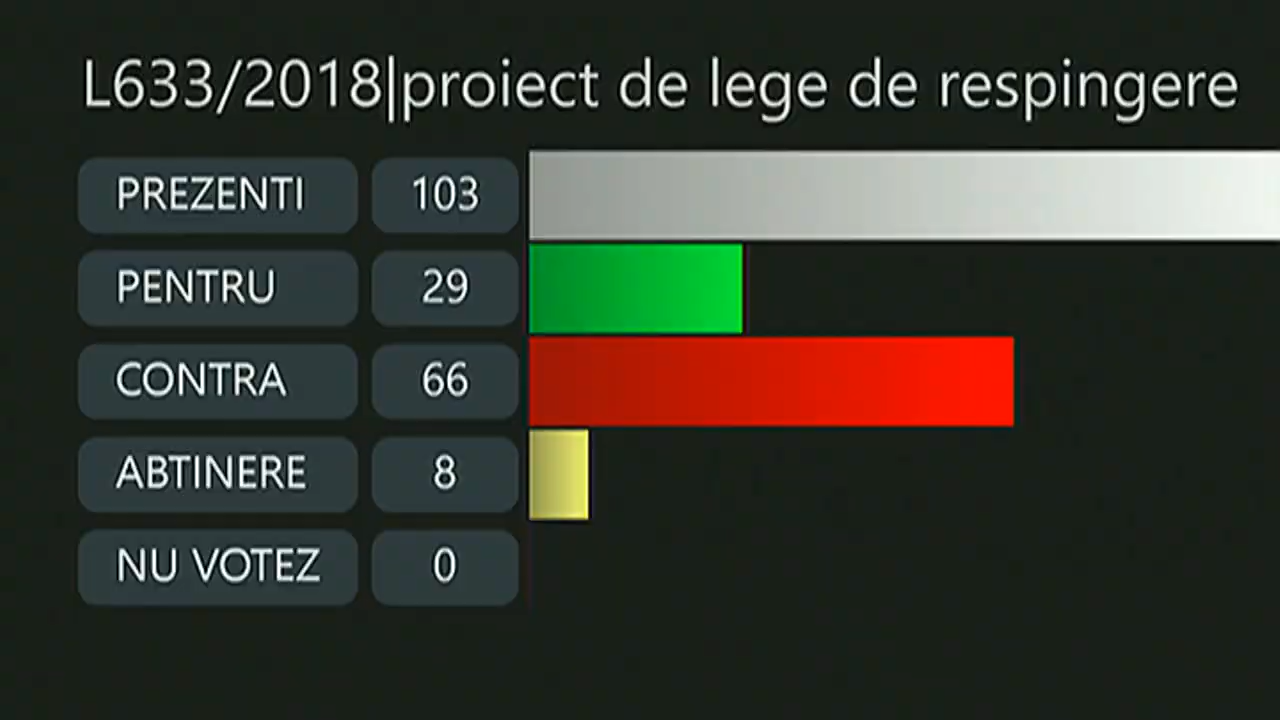 L633/2018|proiect de lege de respingere
PREZENTI 103
PENTRU 29
CONTRA 66
ABTINERE 8
NU VOTEZ 0